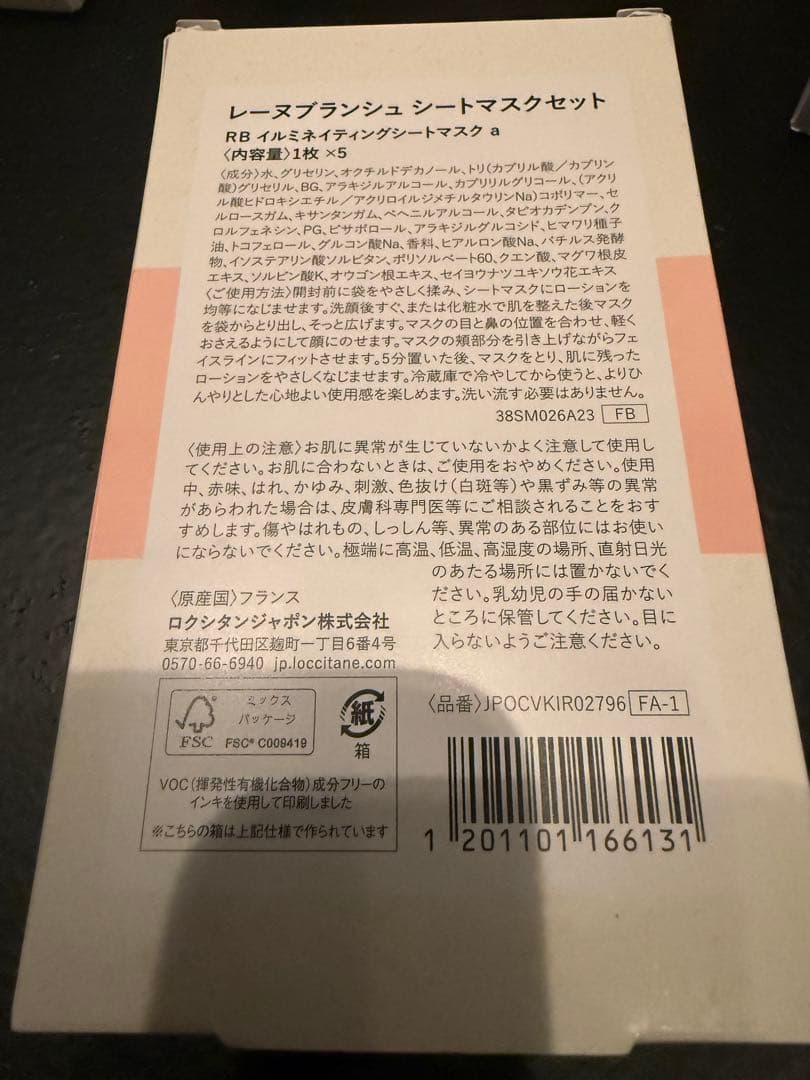 レーヌブランシュ シートマスクセット
RB イルミネイティングシートマスク a
〈内容量〉1枚 ×5
〈成分〉水、グリセリン、オクチルドデカノール、トリ(カプリル酸／カプリン
酸)グリセリル、BG、アラキジルアルコール、カプリリルグリコール、(アクリ
ル酸ヒドロキシエチル／アクリロイルジメチルタウリンNa)コポリマー、セ
ルロースガム、キサンタンガム、ベヘニルアルコール、タピオカデンプン、ク
ロルフェネシン、PG、ビサボロール、アラキジルグルコシド、ヒマワリ種子
油、トコフェロール、グルコン酸Na、香料、ヒアルロン酸Na、バチルス発酵
物、イソステアリン酸ソルビタン、ポリソルベート60、クエン酸、マグワ根皮
エキス、ソルビン酸K、オウゴン根エキス、セイヨウナツユキソウ花エキス
〈ご使用方法〉開封前に袋をやさしく揉み、シートマスクにローションを
均等になじませます。洗顔後すぐ、または化粧水で肌を整えた後マスク
を袋からとり出し、そっと広げます。マスクの目と鼻の位置を合わせ、軽く
おさえるようにして顔にのせます。マスクの頬部分を引き上げながらフ
ェイスラインにフィットさせます。5分置いた後、マスクをとり、肌に残った
ローションをやさしくなじませます。冷蔵庫で冷やしてから使うと、よりひ
んやりとした心地よい使用感を楽しめます。洗い流す必要はありません。
38SM026A23 FB
〈使用上の注意〉お肌に異常が生じていないかよく注意して使用し
てください。お肌に合わないときは、ご使用をおやめください。使用
中、赤味、はれ、かゆみ、刺激、色抜け(白斑等)や黒ずみ等の異常
があらわれた場合は、皮膚科専門医等にご相談されることをおす
すめします。傷やはれもの、しっしん等、異常のある部位にはお使い
にならないでください。極端に高温、低温、高湿度の場所、直射日光
のあたる場所には置かないでく
ださい。乳幼児の手の届かない
ところに保管してください。目に
入らないようご注意ください。
〈原産国〉フランス
ロクシタンジャポン株式会社
東京都千代田区麹町一丁目6番4号
0570-66-6940 jp.loccitane.com
FSC
ミックス
パッケージ
FSC® C009419
紙
箱
VOC(揮発性有機化合物)成分フリーの
インキを使用して印刷しました
※こちらの箱は上記仕様で作られています
〈品番〉JPOCVKIR02796 FA-1
1 201101 166131